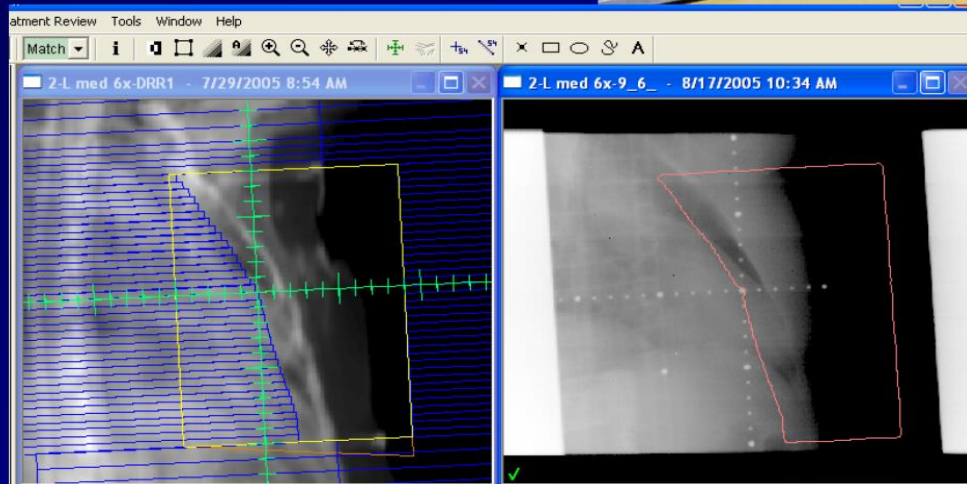 atment Review Tools Window Help
Match i A
2-L med 6x-DRR1 - 7/29/2005 8:54 AM
2-L med 6x-9_6_ - 8/17/2005 10:34 AM